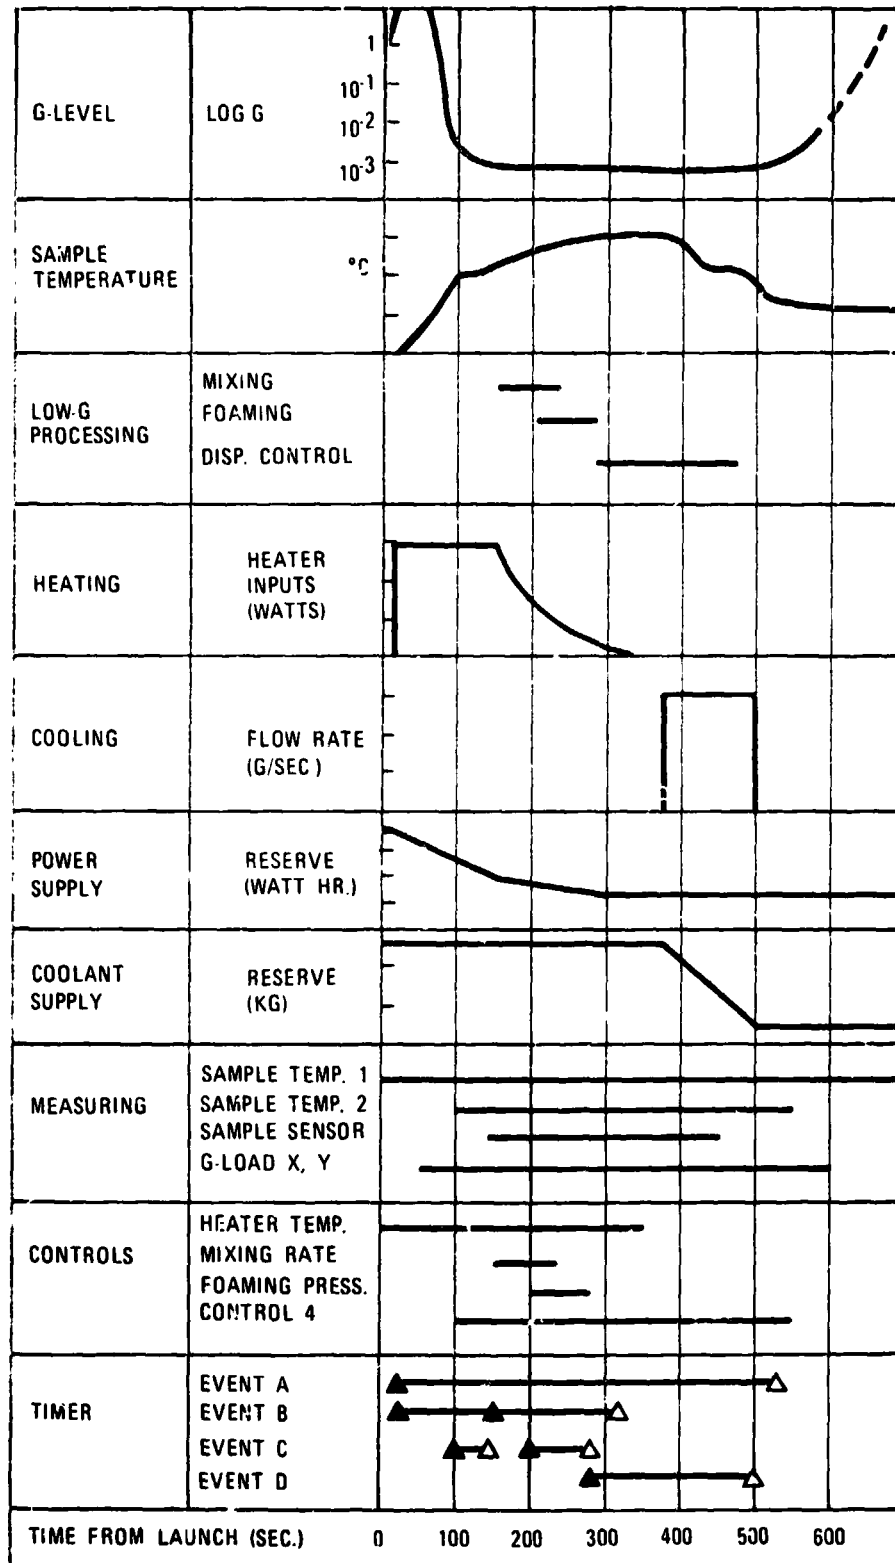 G-LEVEL
LOG G
1
10-1
10-2
10-3
SAMPLE
TEMPERATURE
°C
LOW-G
PROCESSING
MIXING
FOAMING
DISP. CONTROL
HEATING
HEATER
INPUTS
(WATTS)
COOLING
FLOW RATE
(G/SEC)
POWER
SUPPLY
RESERVE
(WATT HR.)
COOLANT
SUPPLY
RESERVE
(KG)
MEASURING
SAMPLE TEMP. 1
SAMPLE TEMP. 2
SAMPLE SENSOR
G-LOAD X, Y
CONTROLS
HEATER TEMP.
MIXING RATE
FOAMING PRESS.
CONTROL 4
TIMER
EVENT A
EVENT B
EVENT C
EVENT D
TIME FROM LAUNCH (SEC.) 0 100 200 300 400 500 600